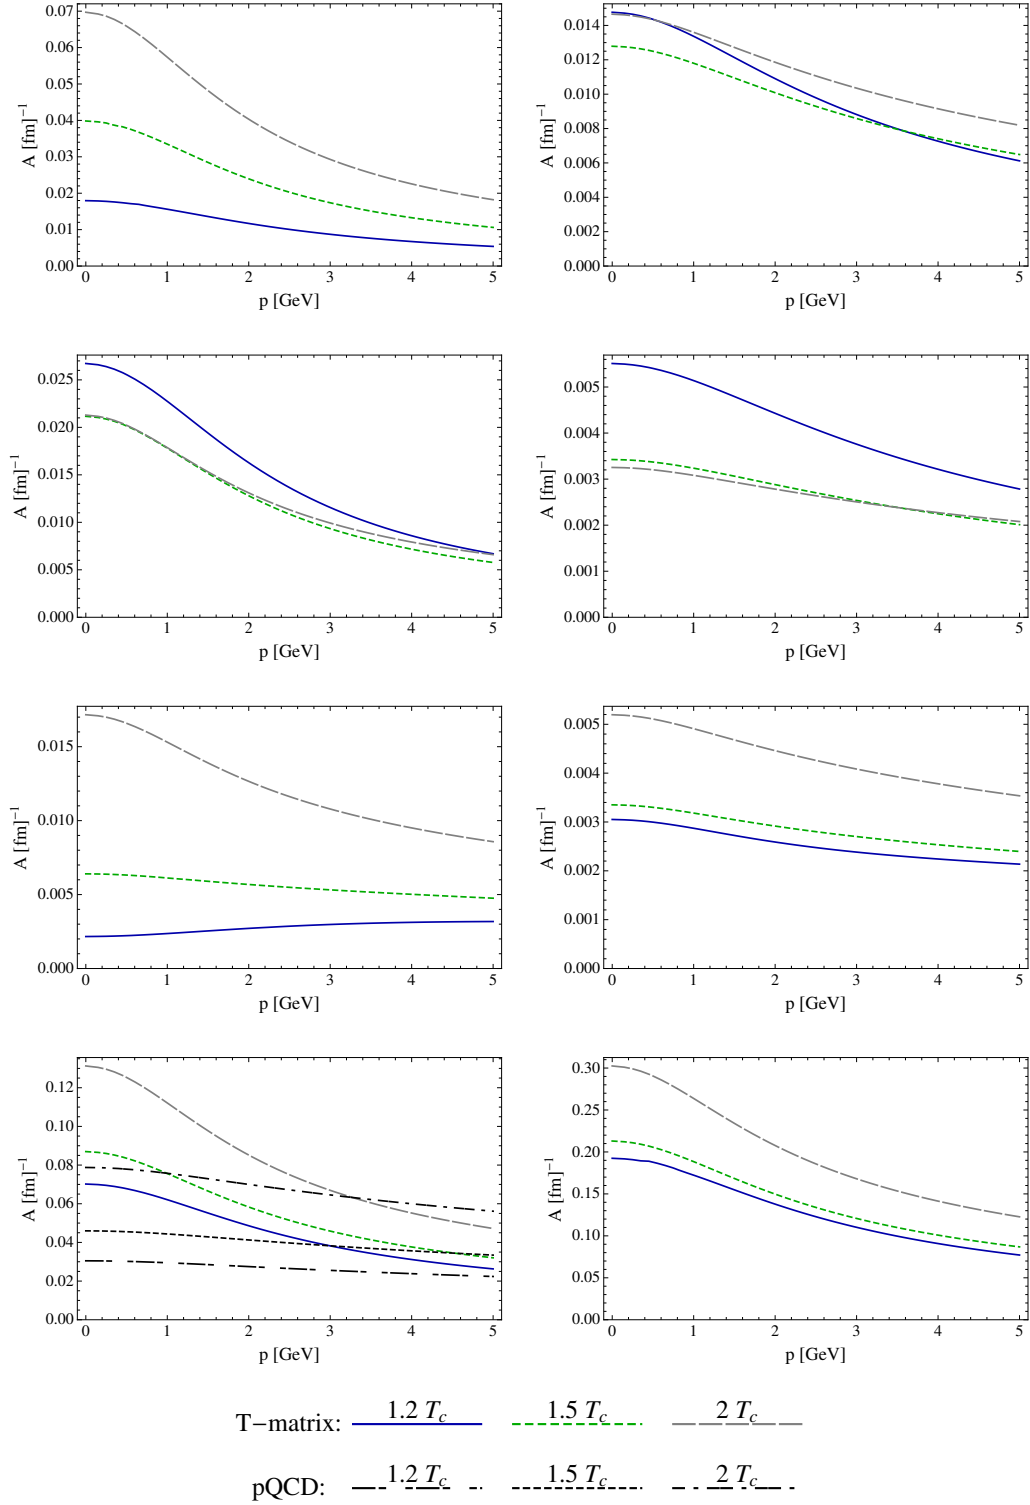 0.07
0.06
0.05
0.04
0.03
0.02
0.01
0.00
A [fm]⁻¹
0 1 2 3 4 5
p [GeV]
0.014
0.012
0.010
0.008
0.006
0.004
0.002
0.000
A [fm]⁻¹
0 1 2 3 4 5
p [GeV]
0.025
0.020
0.015
0.010
0.005
0.000
A [fm]⁻¹
0 1 2 3 4 5
p [GeV]
0.005
0.004
0.003
0.002
0.001
0.000
A [fm]⁻¹
0 1 2 3 4 5
p [GeV]
0.015
0.010
0.005
0.000
A [fm]⁻¹
0 1 2 3 4 5
p [GeV]
0.005
0.004
0.003
0.002
0.001
0.000
A [fm]⁻¹
0 1 2 3 4 5
p [GeV]
0.12
0.10
0.08
0.06
0.04
0.02
0.00
A [fm]⁻¹
0 1 2 3 4 5
p [GeV]
0.30
0.25
0.20
0.15
0.10
0.05
0.00
A [fm]⁻¹
0 1 2 3 4 5
p [GeV]
T−matrix: 1.2 T_c 1.5 T_c 2 T_c
pQCD: 1.2 T_c 1.5 T_c 2 T_c